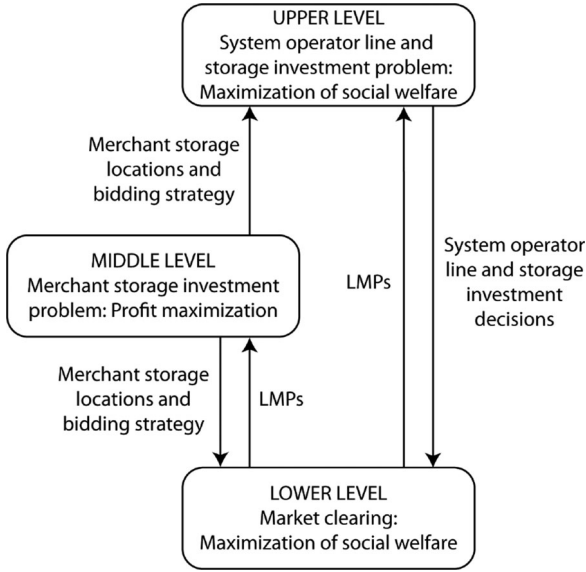 UPPER LEVEL
System operator line and
storage investment problem:
Maximization of social welfare
Merchant storage
locations and
bidding strategy
MIDDLE LEVEL
Merchant storage investment
problem: Profit maximization
LMPs
System operator
line and storage
investment
decisions
Merchant storage
locations and
bidding strategy
LMPs
LOWER LEVEL
Market clearing:
Maximization of social welfare